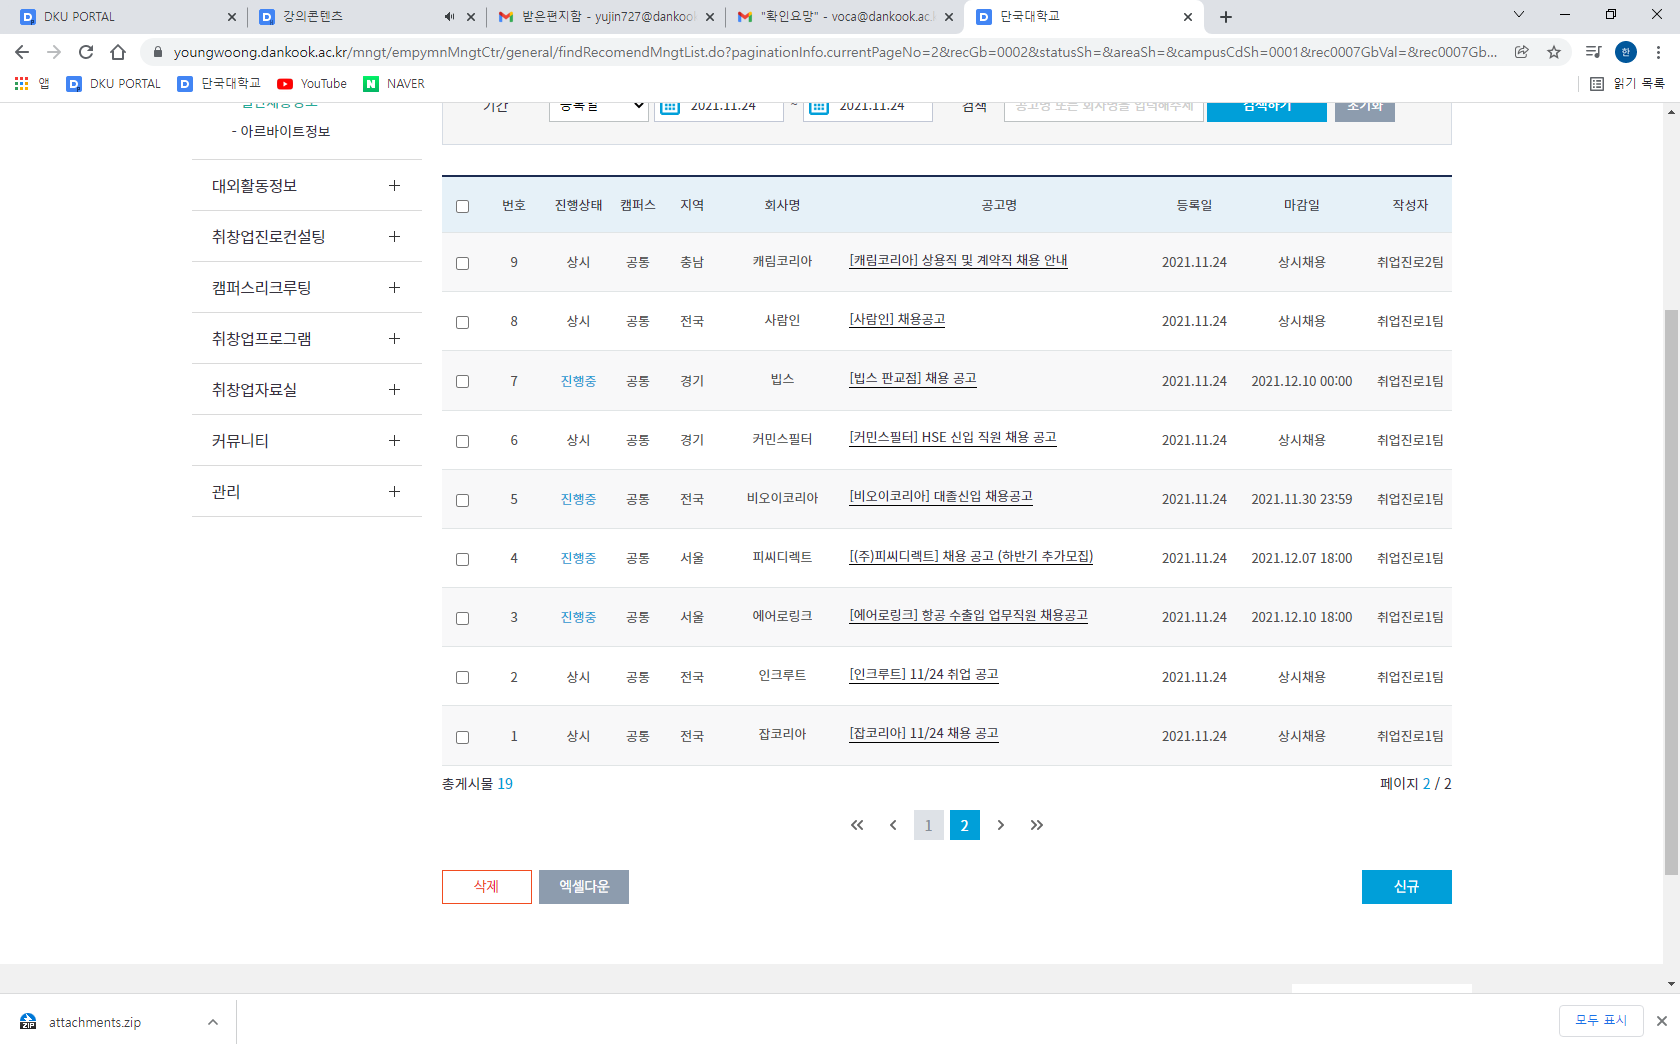 DKU PORTAL
강의콘텐츠
받은편지함 - yujin727@dankook
"확인요망" - voca@dankook.ac.k
단국대학교
youngwoong.dankook.ac.kr/mngt/empymnMngtCtr/general/findRecomendMngtList.do?paginationInfo.currentPageNo=2&recGb=0002&statusSh=&areaSh=&campusCdSh=0001&rec0007GbVal=&rec0007Gb...
한
앱 DKU PORTAL 단국대학교 YouTube NAVER 읽기 목록
일반채용정보
- 아르바이트정보
대외활동정보 +
취창업진로컨설팅 +
캠퍼스리크루팅 +
취창업프로그램 +
취창업자료실 +
커뮤니티 +
관리 +
기간 등록일 2021.11.24 ~ 2021.11.24 검색 공고명 또는 회사명을 입력해주세 검색하기 초기화
번호 진행상태 캠퍼스 지역 회사명 공고명 등록일 마감일 작성자
9 상시 공통 충남 캐림코리아 [캐림코리아] 상용직 및 계약직 채용 안내 2021.11.24 상시채용 취업진로2팀
8 상시 공통 전국 사람인 [사람인] 채용공고 2021.11.24 상시채용 취업진로1팀
7 진행중 공통 경기 빕스 [빕스 판교점] 채용 공고 2021.11.24 2021.12.10 00:00 취업진로1팀
6 상시 공통 경기 커민스필터 [커민스필터] HSE 신입 직원 채용 공고 2021.11.24 상시채용 취업진로1팀
5 진행중 공통 전국 비오이코리아 [비오이코리아] 대졸신입 채용공고 2021.11.24 2021.11.30 23:59 취업진로1팀
4 진행중 공통 서울 피씨디렉트 [(주)피씨디렉트] 채용 공고 (하반기 추가모집) 2021.11.24 2021.12.07 18:00 취업진로1팀
3 진행중 공통 서울 에어로링크 [에어로링크] 항공 수출입 업무직원 채용공고 2021.11.24 2021.12.10 18:00 취업진로1팀
2 상시 공통 전국 인크루트 [인크루트] 11/24 취업 공고 2021.11.24 상시채용 취업진로1팀
1 상시 공통 전국 잡코리아 [잡코리아] 11/24 채용 공고 2021.11.24 상시채용 취업진로1팀
총게시물 19 페이지 2 / 2
« ‹ 1 2 › »
삭제 엑셀다운 신규
attachments.zip 모두 표시